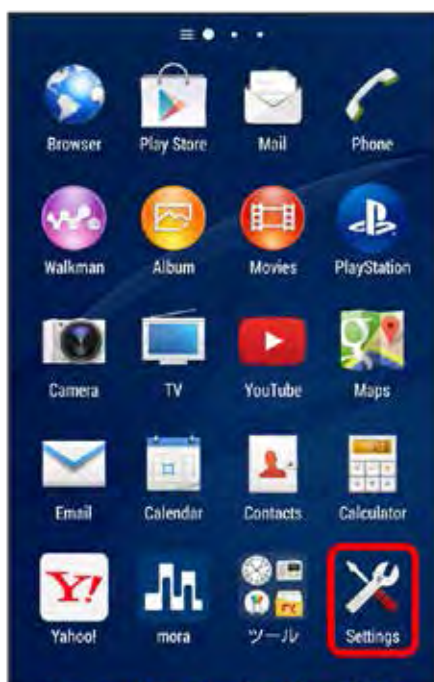 Browser Play Store Mail Phone
Walkman Album Movies PlayStation
Camera TV YouTube Maps
Email Calendar Contacts Calculator
Y!
Yahoo! mora ツール Settings